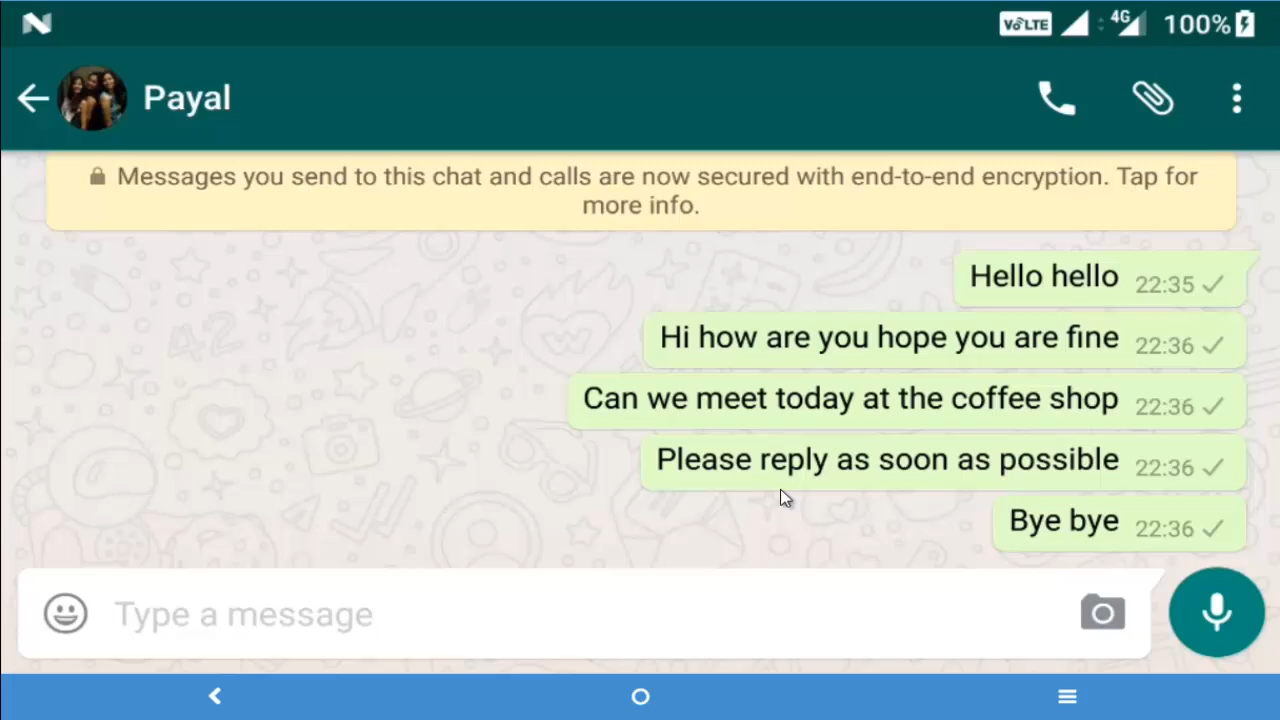 VoLTE 4G 100%
Payal
Messages you send to this chat and calls are now secured with end-to-end encryption. Tap for
more info.
Hello hello 22:35
Hi how are you hope you are fine 22:36
Can we meet today at the coffee shop 22:36
Please reply as soon as possible 22:36
Bye bye 22:36
Type a message